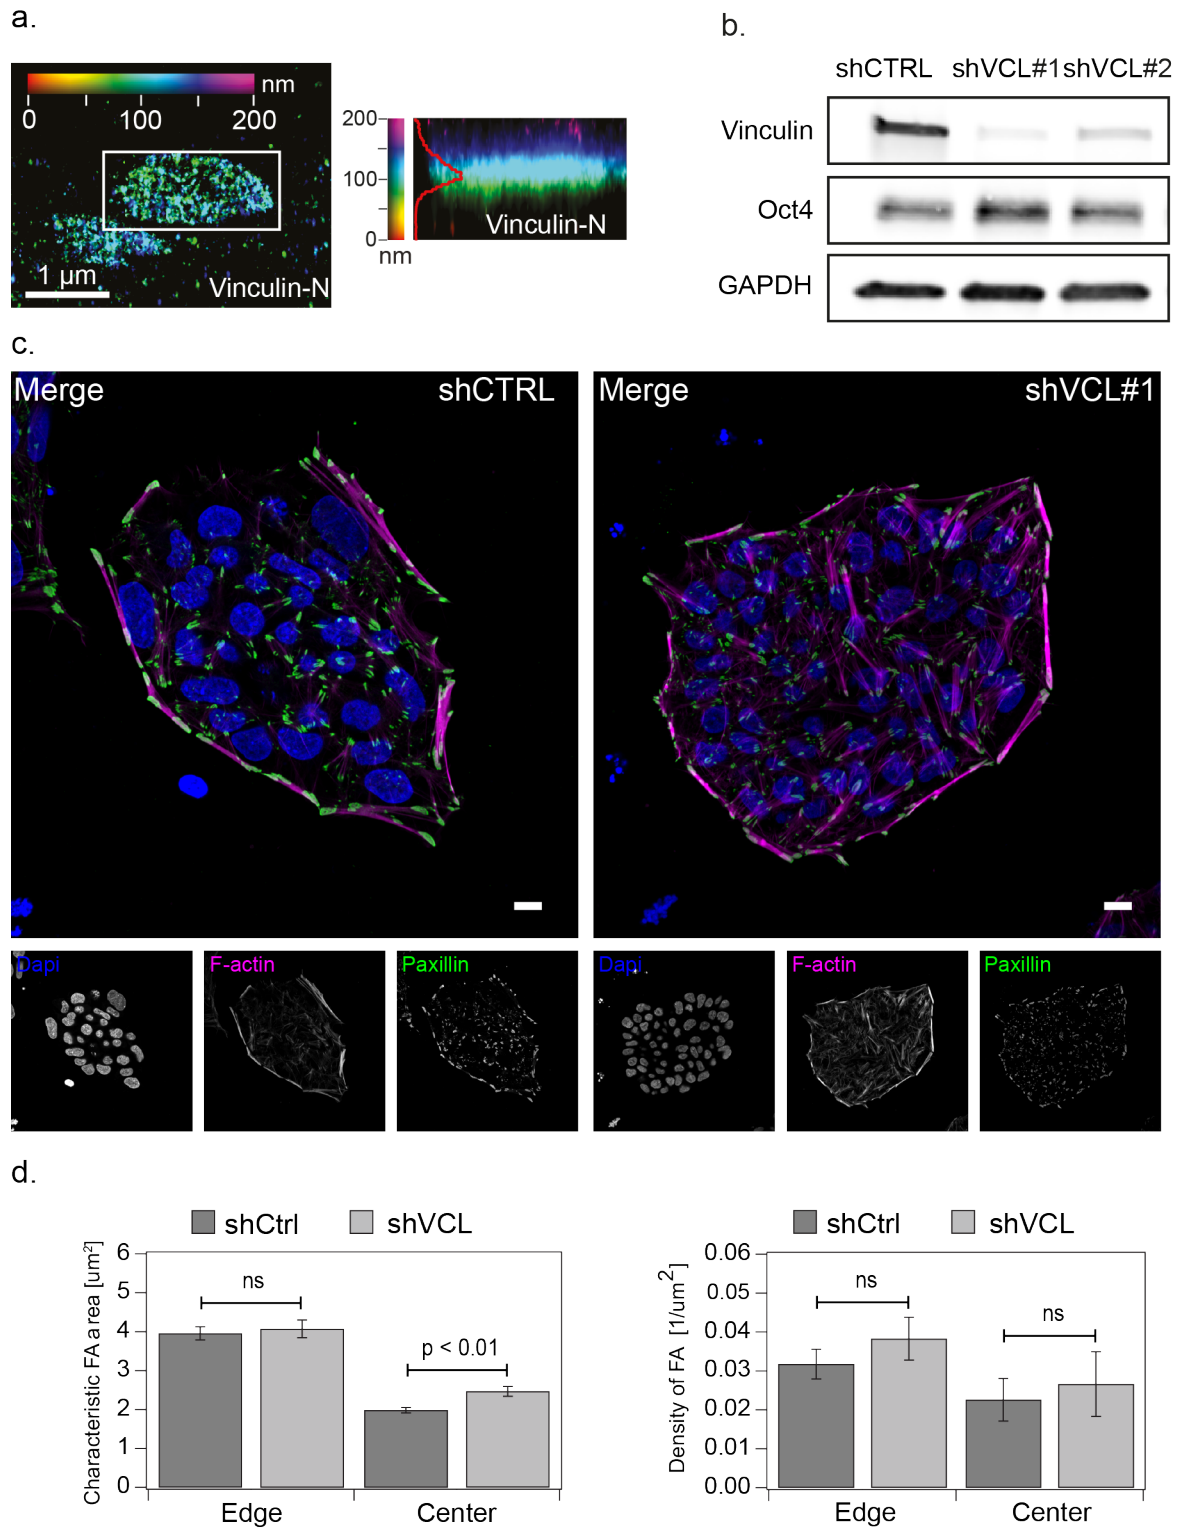 a.
nm
0 100 200
1 µm
Vinculin-N
200
100
0
nm
Vinculin-N
b.
shCTRL shVCL#1 shVCL#2
Vinculin
Oct4
GAPDH
c.
Merge shCTRL
Merge shVCL#1
Dapi
F-actin
Paxillin
Dapi
F-actin
Paxillin
d.
shCtrl shVCL
Characteristic FA area [um²]
6
5
4
3
2
1
0
ns
p < 0.01
Edge Center
shCtrl shVCL
Density of FA [1/um²]
0.06
0.05
0.04
0.03
0.02
0.01
0.00
ns
ns
Edge Center